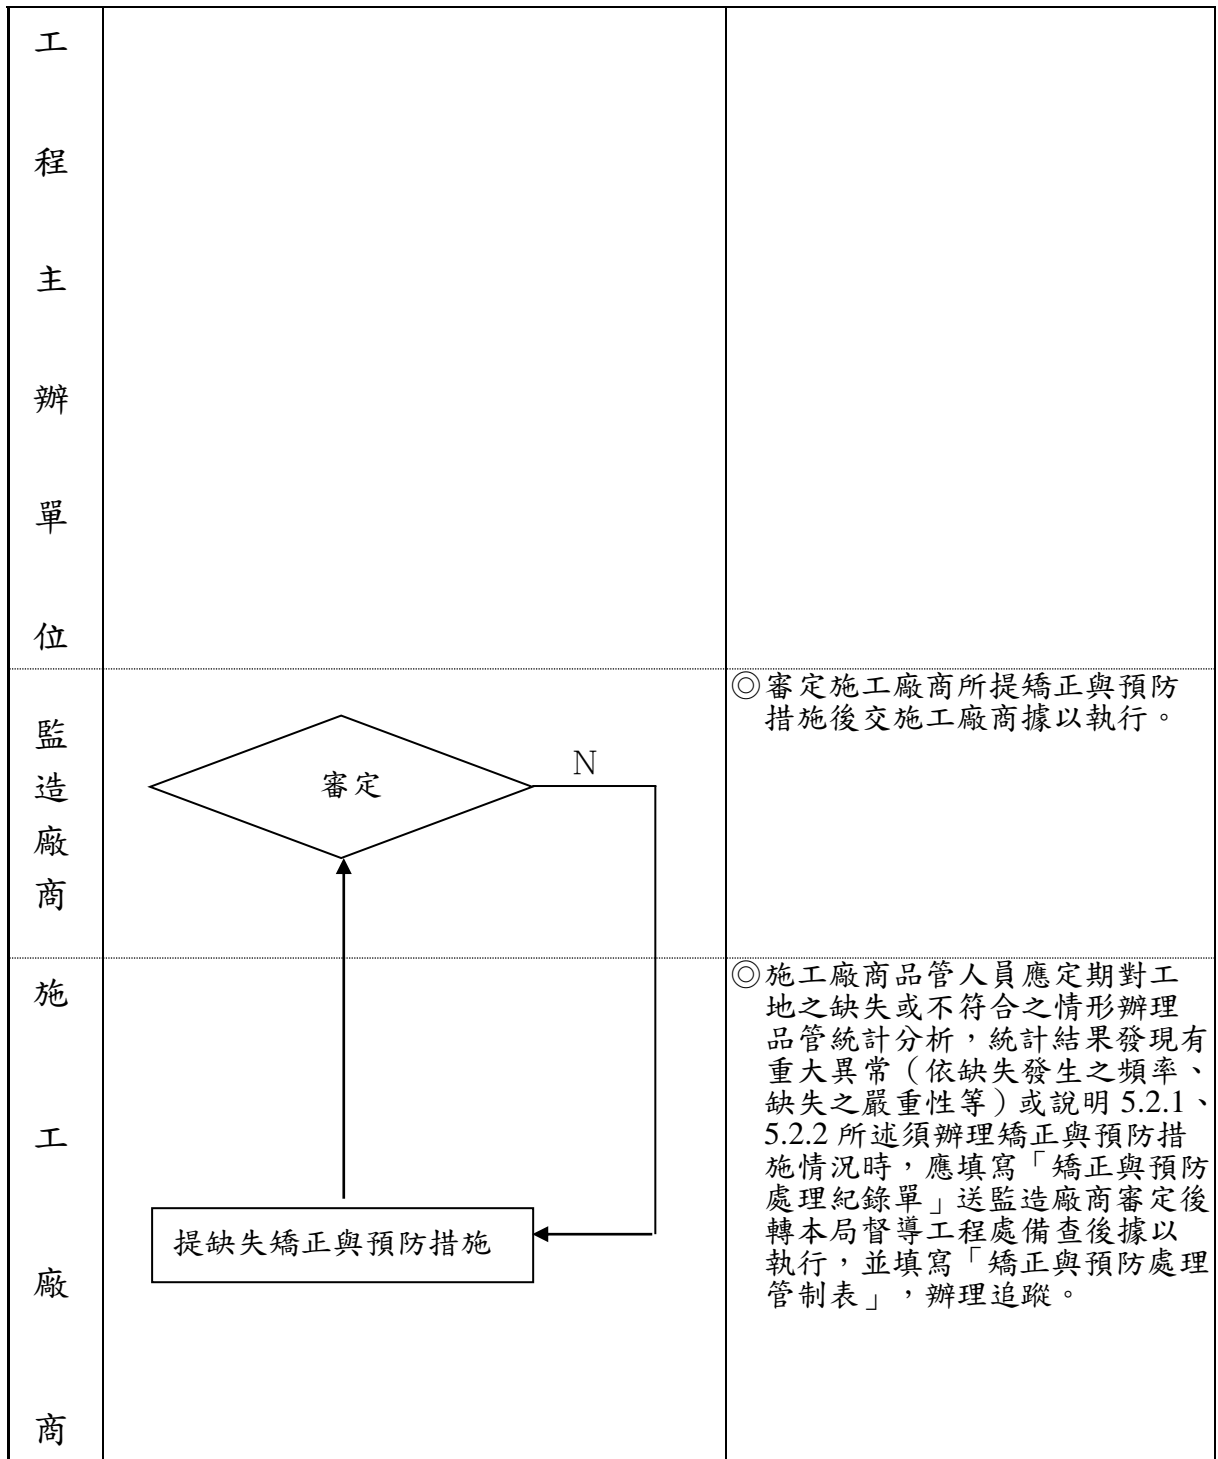 工
程
主
辦
單
位
監
造
廠
商
審定
N
◎審定施工廠商所提矯正與預防
措施後交施工廠商據以執行。
施
工
廠
商
提缺失矯正與預防措施
◎施工廠商品管人員應定期對工
地之缺失或不符合之情形辦理
品管統計分析，統計結果發現有
重大異常（依缺失發生之頻率、
缺失之嚴重性等）或說明 5.2.1、
5.2.2 所述須辦理矯正與預防措
施情況時，應填寫「矯正與預防
處理紀錄單」送監造廠商審定後
轉本局督導工程處備查後據以
執行，並填寫「矯正與預防處理
管制表」，辦理追蹤。